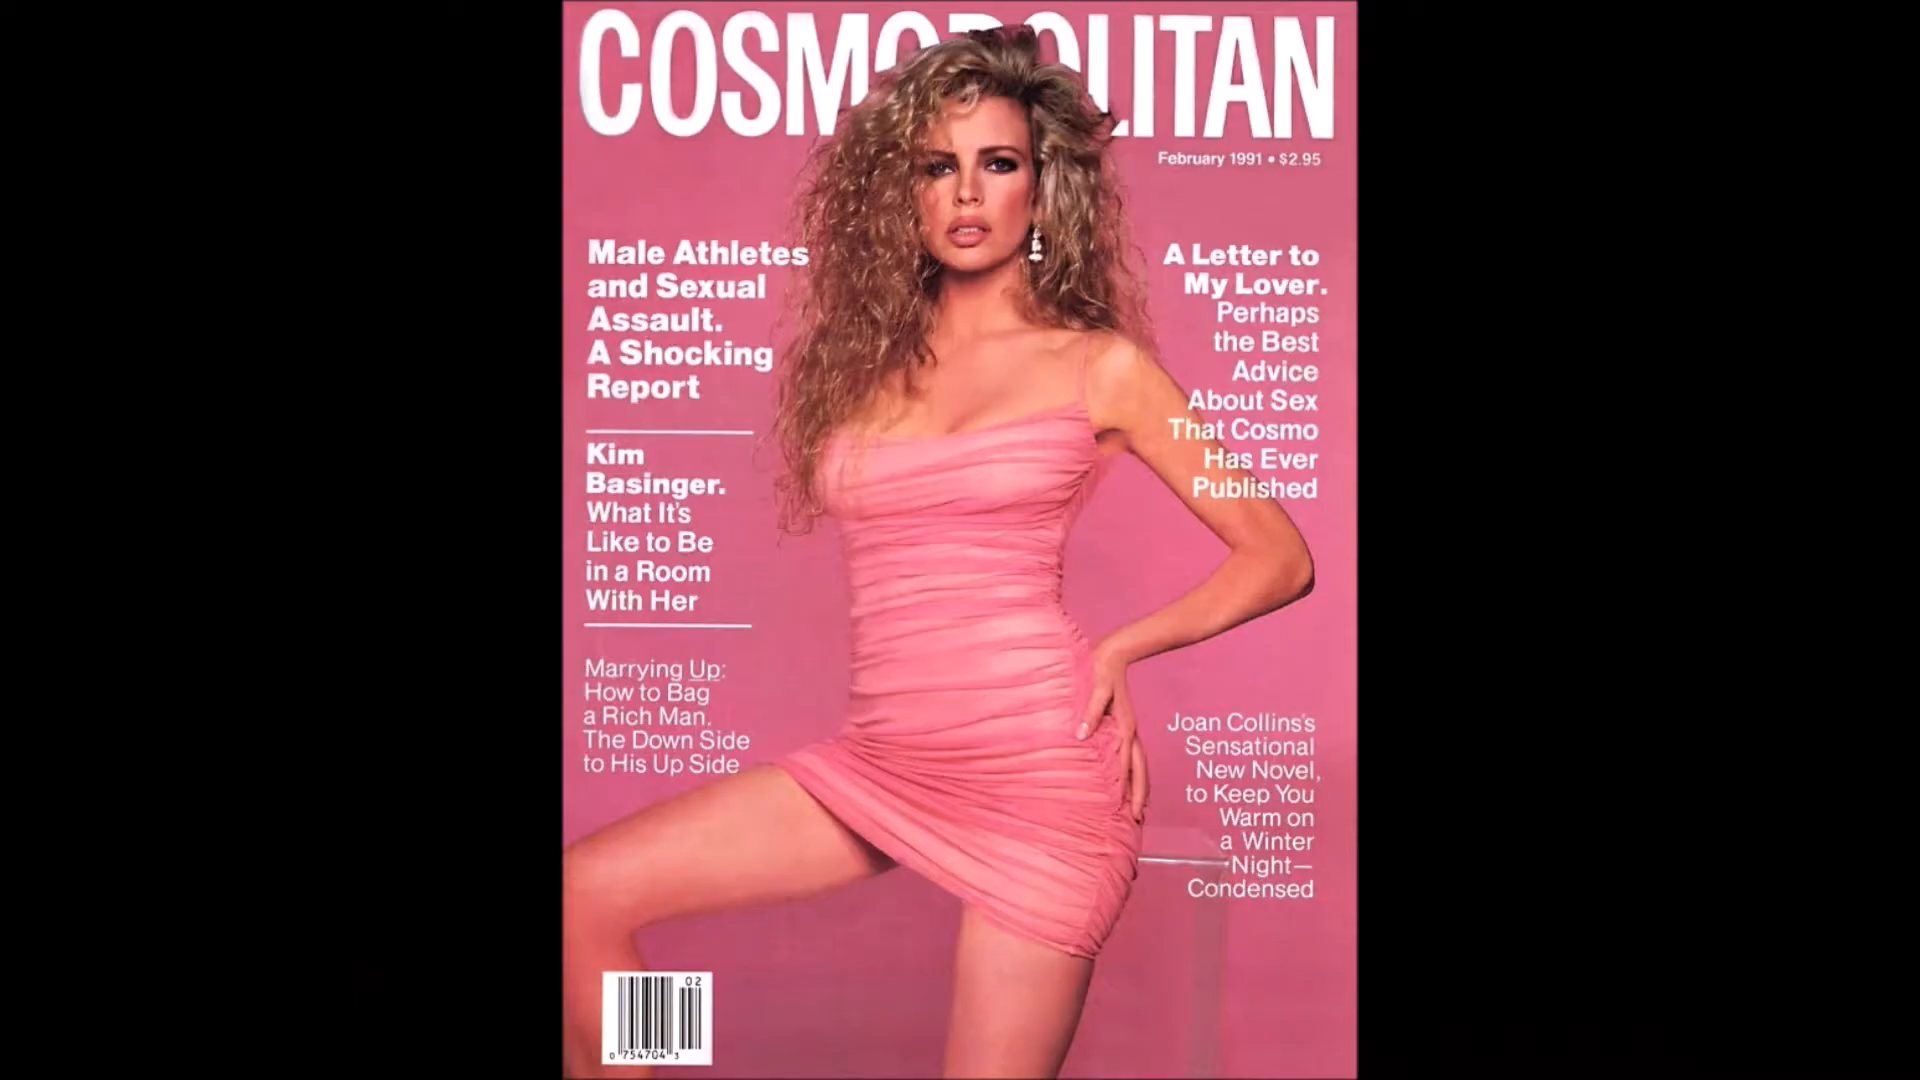 COSMOPOLITAN
February 1991 • $2.95
Male Athletes
and Sexual
Assault.
A Shocking
Report
Kim
Basinger.
What It's
Like to Be
in a Room
With Her
Marrying Up:
How to Bag
a Rich Man.
The Down Side
to His Up Side
A Letter to
My Lover.
Perhaps
the Best
Advice
About Sex
That Cosmo
Has Ever
Published
Joan Collins's
Sensational
New Novel,
to Keep You
Warm on
a Winter
Night—
Condensed
02
0 754704 3